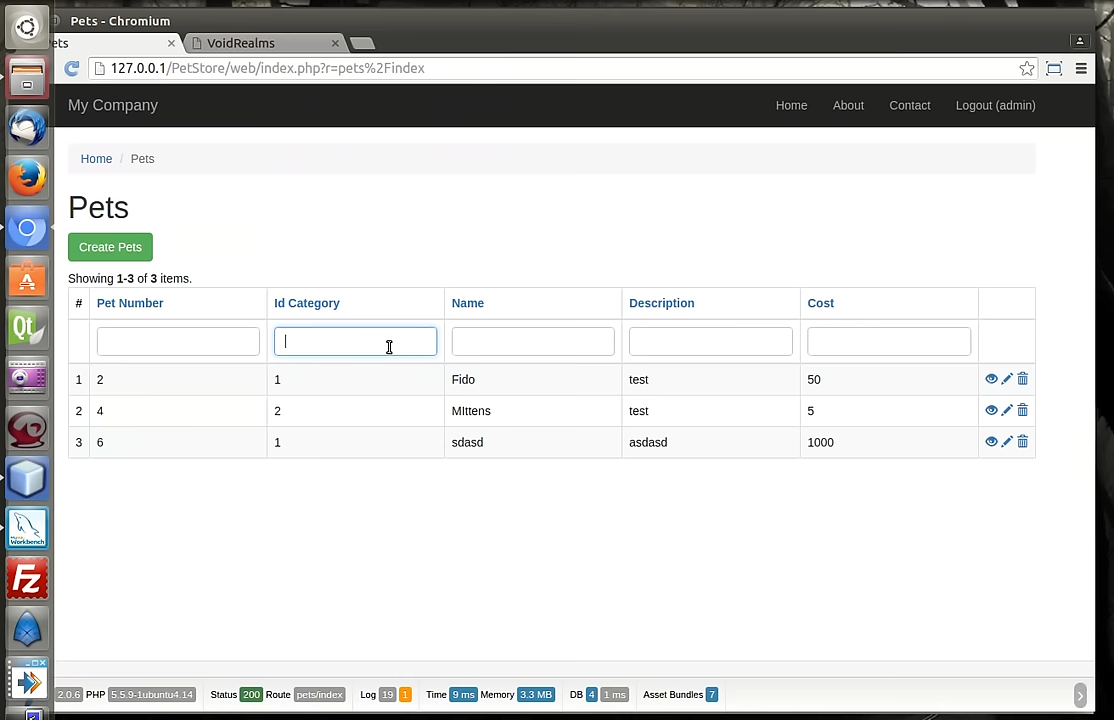 Pets - Chromium
ets
VoidRealms
127.0.0.1/PetStore/web/index.php?r=pets%2Findex
My Company
Home
About
Contact
Logout (admin)
Home / Pets
Pets
Create Pets
Showing 1-3 of 3 items.
# Pet Number Id Category Name Description Cost
1 2 1 Fido test 50
2 4 2 MIttens test 5
3 6 1 sdasd asdasd 1000
2.0.6 PHP 5.5.9-1ubuntu4.14 Status 200 Route pets/index Log 19 1 Time 9 ms Memory 3.3 MB DB 4 1 ms Asset Bundles 7
Qt
MySQL
Workbench
FZ